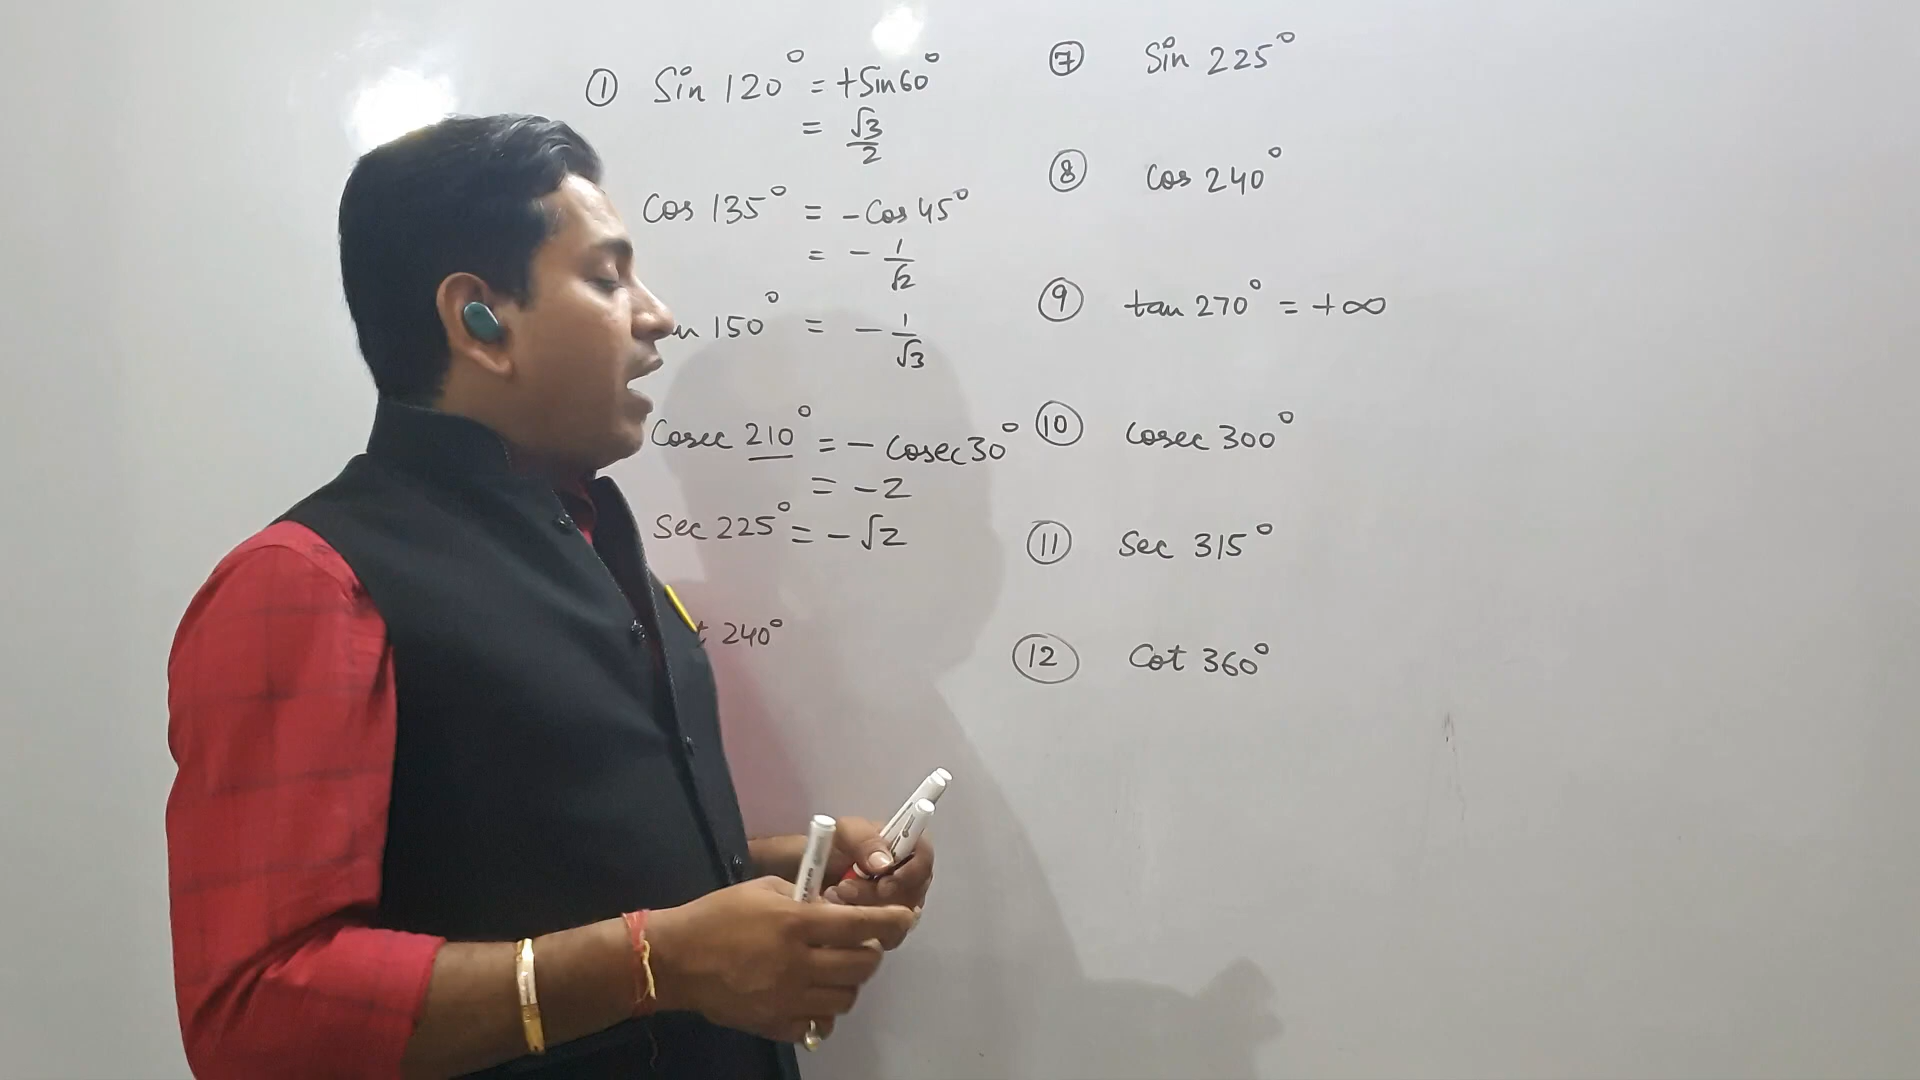 ① Sin 120° = +Sin60°
= √3/2
Cos 135° = -Cos 45°
= - 1/√2
150° = - 1/√3
Cosec 210° = - Cosec30°
= -2
Sec 225° = -√2
240°
⑦ Sin 225°
⑧ Cos 240°
⑨ tan 270° = +∞
⑩ Cosec 300°
⑪ Sec 315°
⑫ Cot 360°